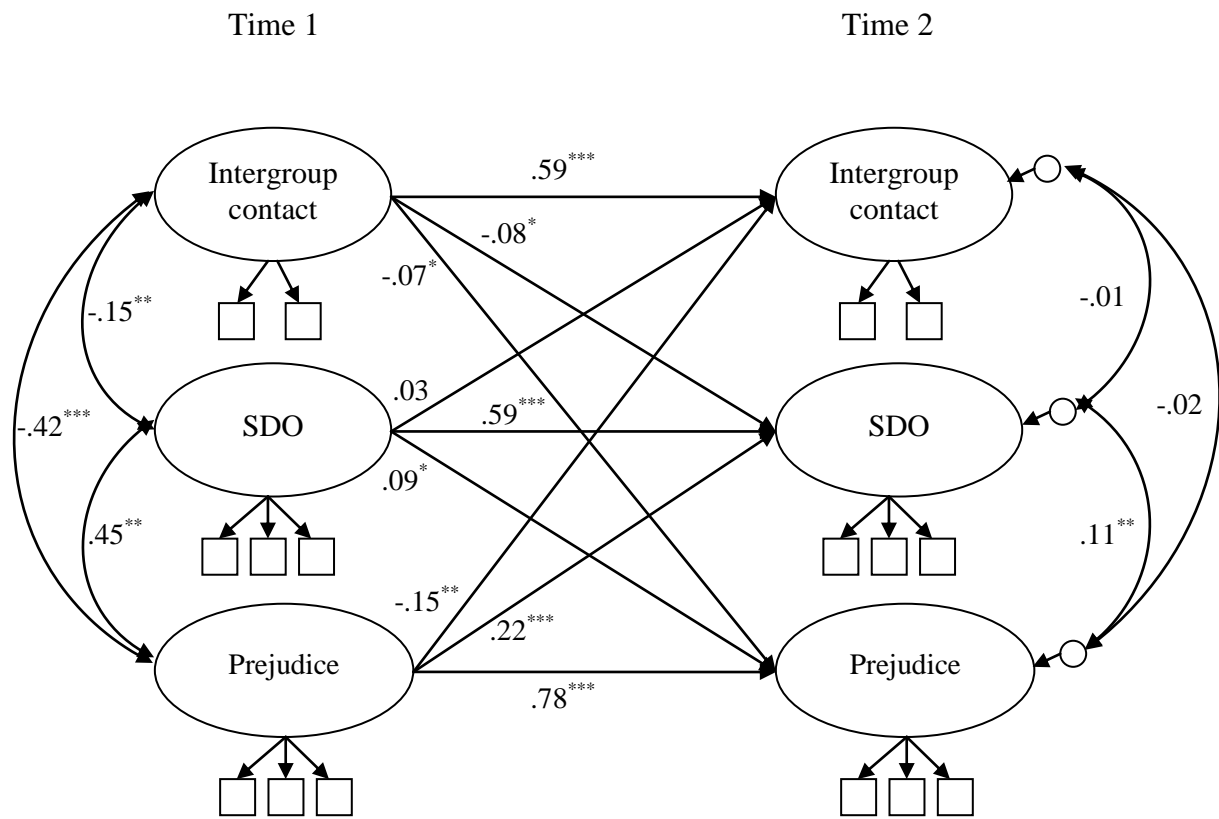 Time 1
Time 2
Intergroup
contact
.59***
Intergroup
contact
-.08*
-.07*
-.15**
-.01
.03
-.42***
SDO
.59***
SDO
-.02
.09*
.45**
.11**
-.15**
.22***
Prejudice
Prejudice
.78***